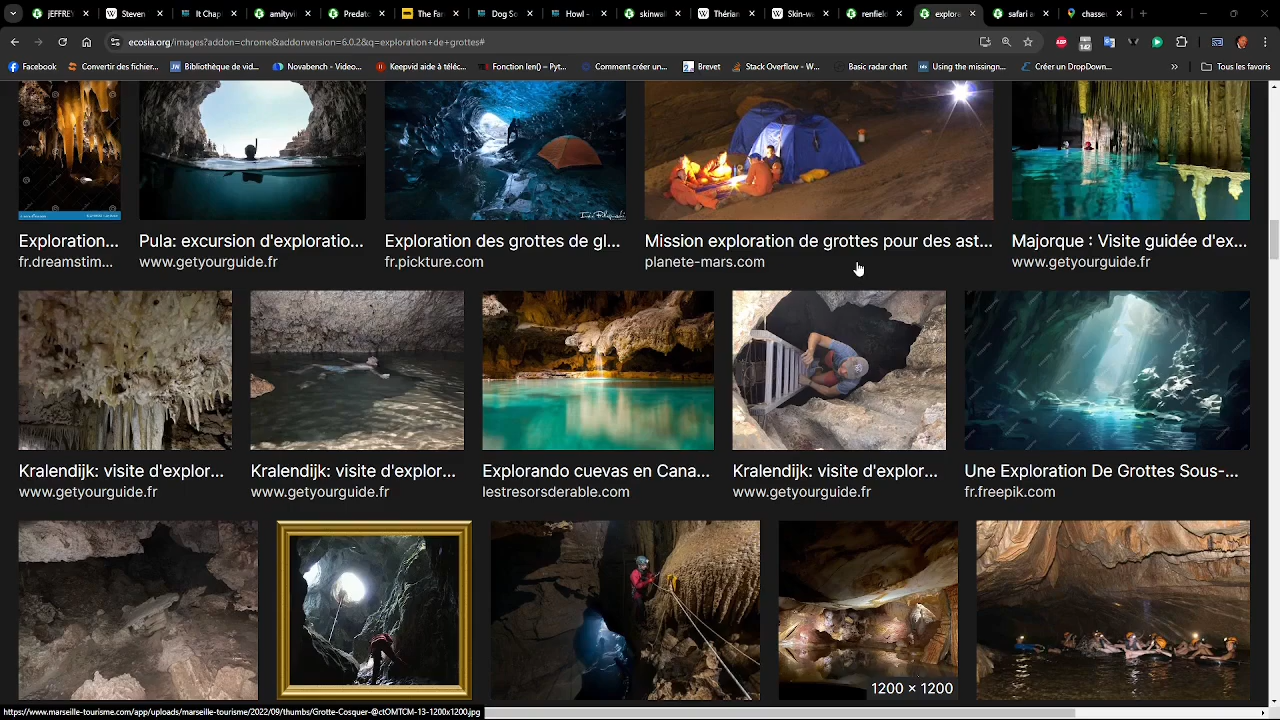 jEFFREY
Steven
It Chap
amityvi
Predato
The Far
Dog So
Howl -
skinwal
Thérian
Skin-w
renfield
explora
safari a
chasse
ecosia.org/images?addon=chrome&addonversion=6.0.2&q=exploration+de+grottes#
Facebook
Convertir des fichier...
Bibliothèque de vid...
Novabench - Video...
Keepvid aide à téléc...
Fonction len() – Pyt...
Comment créer un...
Brevet
Stack Overflow - W...
Basic radar chart
Using the missingn...
Créer un DropDown...
»
Tous les favoris
Exploration...
fr.dreamstim...
Pula: excursion d'exploratio...
www.getyourguide.fr
Exploration des grottes de gl...
fr.pickture.com
Mission exploration de grottes pour des ast...
planete-mars.com
Majorque : Visite guidée d'ex...
www.getyourguide.fr
Kralendijk: visite d'explor...
www.getyourguide.fr
Kralendijk: visite d'explor...
www.getyourguide.fr
Explorando cuevas en Cana...
lestresorsderable.com
Kralendijk: visite d'explor...
www.getyourguide.fr
Une Exploration De Grottes Sous-...
fr.freepik.com
1200 × 1200
https://www.marseille-tourisme.com/app/uploads/marseille-tourisme/2022/09/thumbs/Grotte-Cosquer-@ctOMTCM-13-1200x1200.jpg